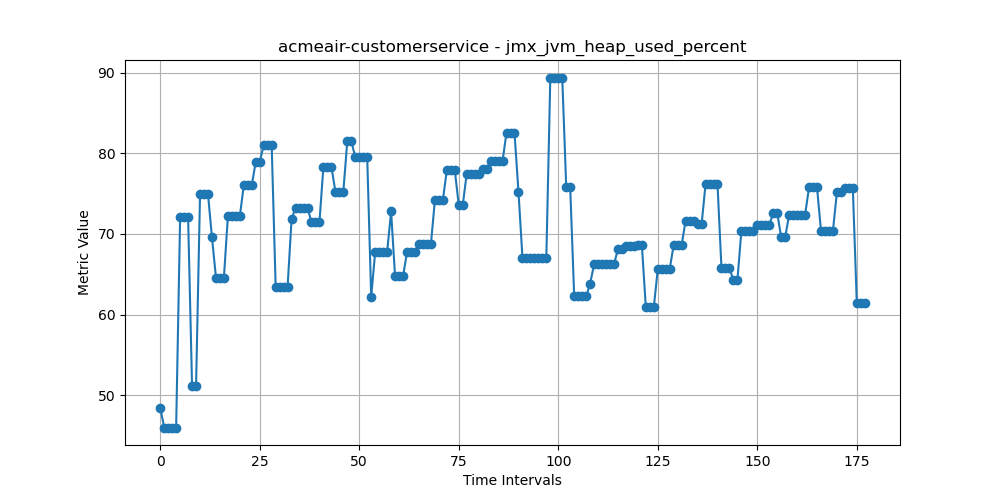 acmeair-customerservice - jmx_jvm_heap_used_percent
90
80
70
60
50
Metric Value
0 25 50 75 100 125 150 175
Time Intervals